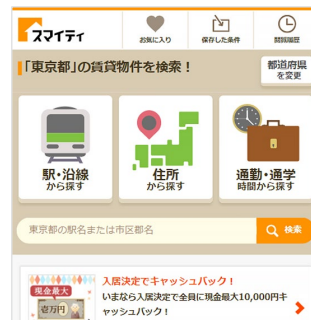 スマイティ
お気に入り
保存した条件
閲覧履歴
「東京都」の賃貸物件を検索！
都道府県
を変更
駅・沿線
から探す
住所
から探す
通勤・通学
時間から探す
東京都の駅名または市区郡名
検索
現金最大
壱万円
入居決定でキャッシュバック！
いまなら入居決定で全員に現金最大10,000円キ
ャッシュバック！